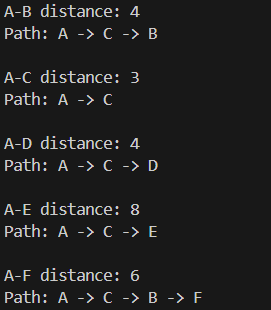 A-B distance: 4
Path: A -> C -> B
A-C distance: 3
Path: A -> C
A-D distance: 4
Path: A -> C -> D
A-E distance: 8
Path: A -> C -> E
A-F distance: 6
Path: A -> C -> B -> F